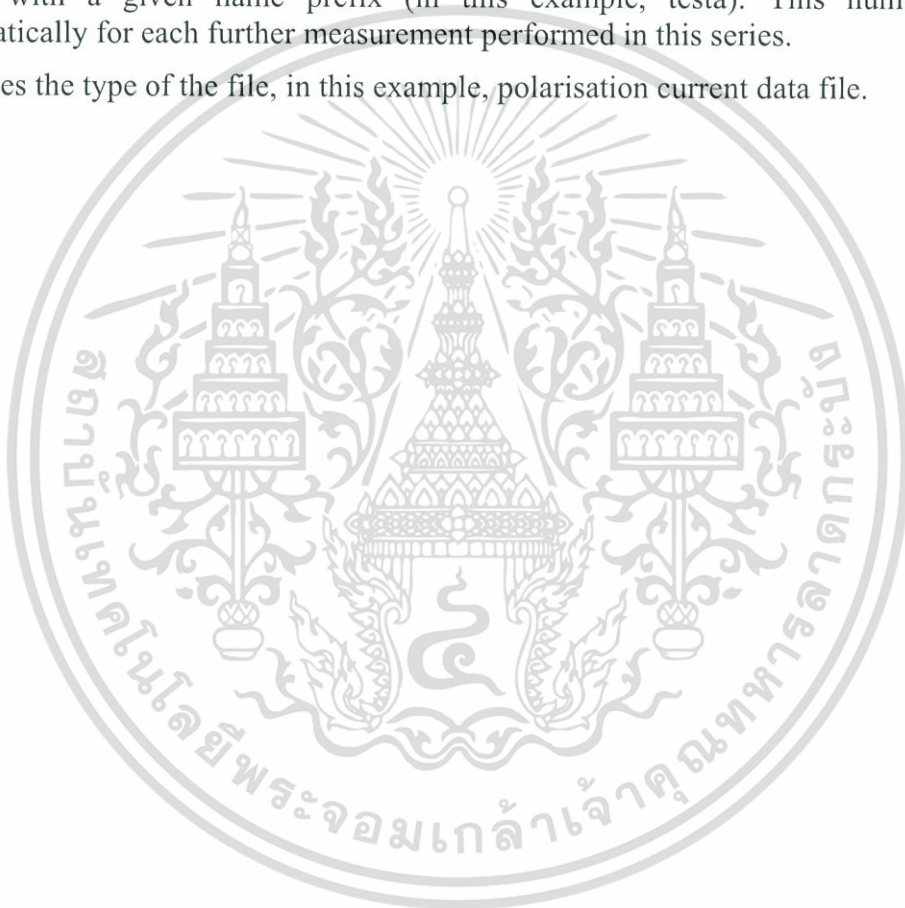 with a given name prefix (in this example, testa). This num
atically for each further measurement performed in this series.
es the type of the file, in this example, polarisation current data file.
สถาบันเทคโนโลยีพระจอมเกล้าเจ้าคุณทหารลาดกระบัง
๔